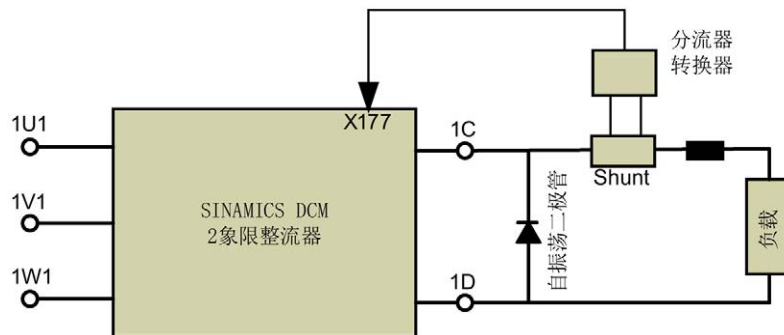 分流器
转换器
1U1
X177
1C
Shunt
1V1
SINAMICS DCM
2象限整流器
自振荡二极管
负载
1W1
1D